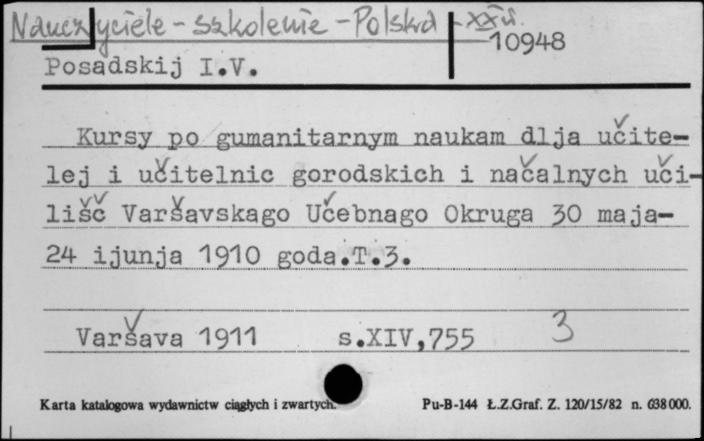 Nauczyciele - szkolenie - Polska - XX w.
10948
Posadskij I.V.
Kursy po gumanitarnym naukam dlja učite-
lej i učitelnic gorodskich i načalnych uči-
lišč Varšavskago Učebnago Okruga 30 maja-
24 ijunja 1910 goda.T.3.
Varšava 1911 s.XIV,755 3
Karta katalogowa wydawnictw ciągłych i zwartych. Pu-B-144 Ł.Z.Graf. Z. 120/15/82 n. 638000.